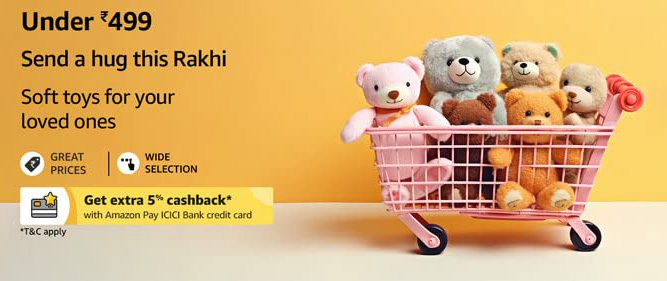 Under ₹499
Send a hug this Rakhi
Soft toys for your
loved ones
GREAT
PRICES
WIDE
SELECTION
Get extra 5% cashback*
with Amazon Pay ICICI Bank credit card
*T&C apply